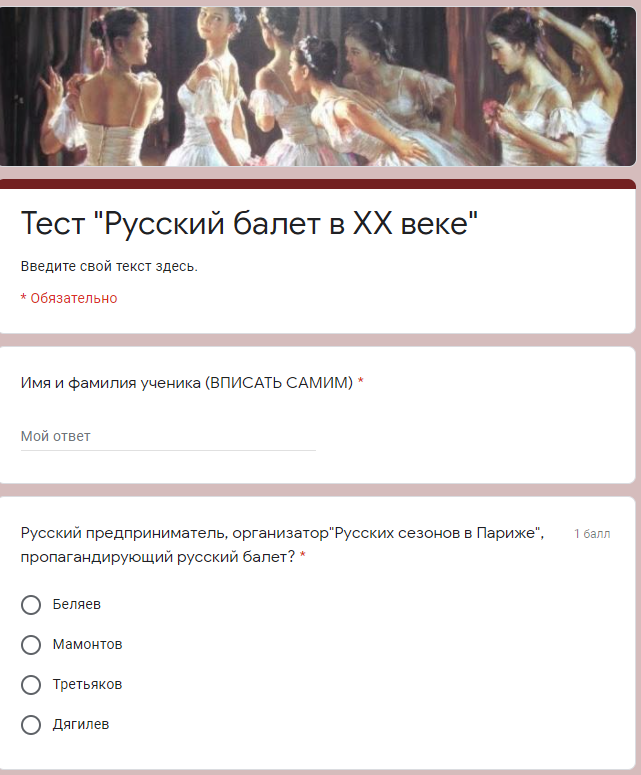 Тест "Русский балет в XX веке"
Введите свой текст здесь.
* Обязательно
Имя и фамилия ученика (ВПИСАТЬ САМИМ) *
Мой ответ
Русский предприниматель, организатор"Русских сезонов в Париже", 1 балл
пропагандирующий русский балет? *
Беляев
Мамонтов
Третьяков
Дягилев